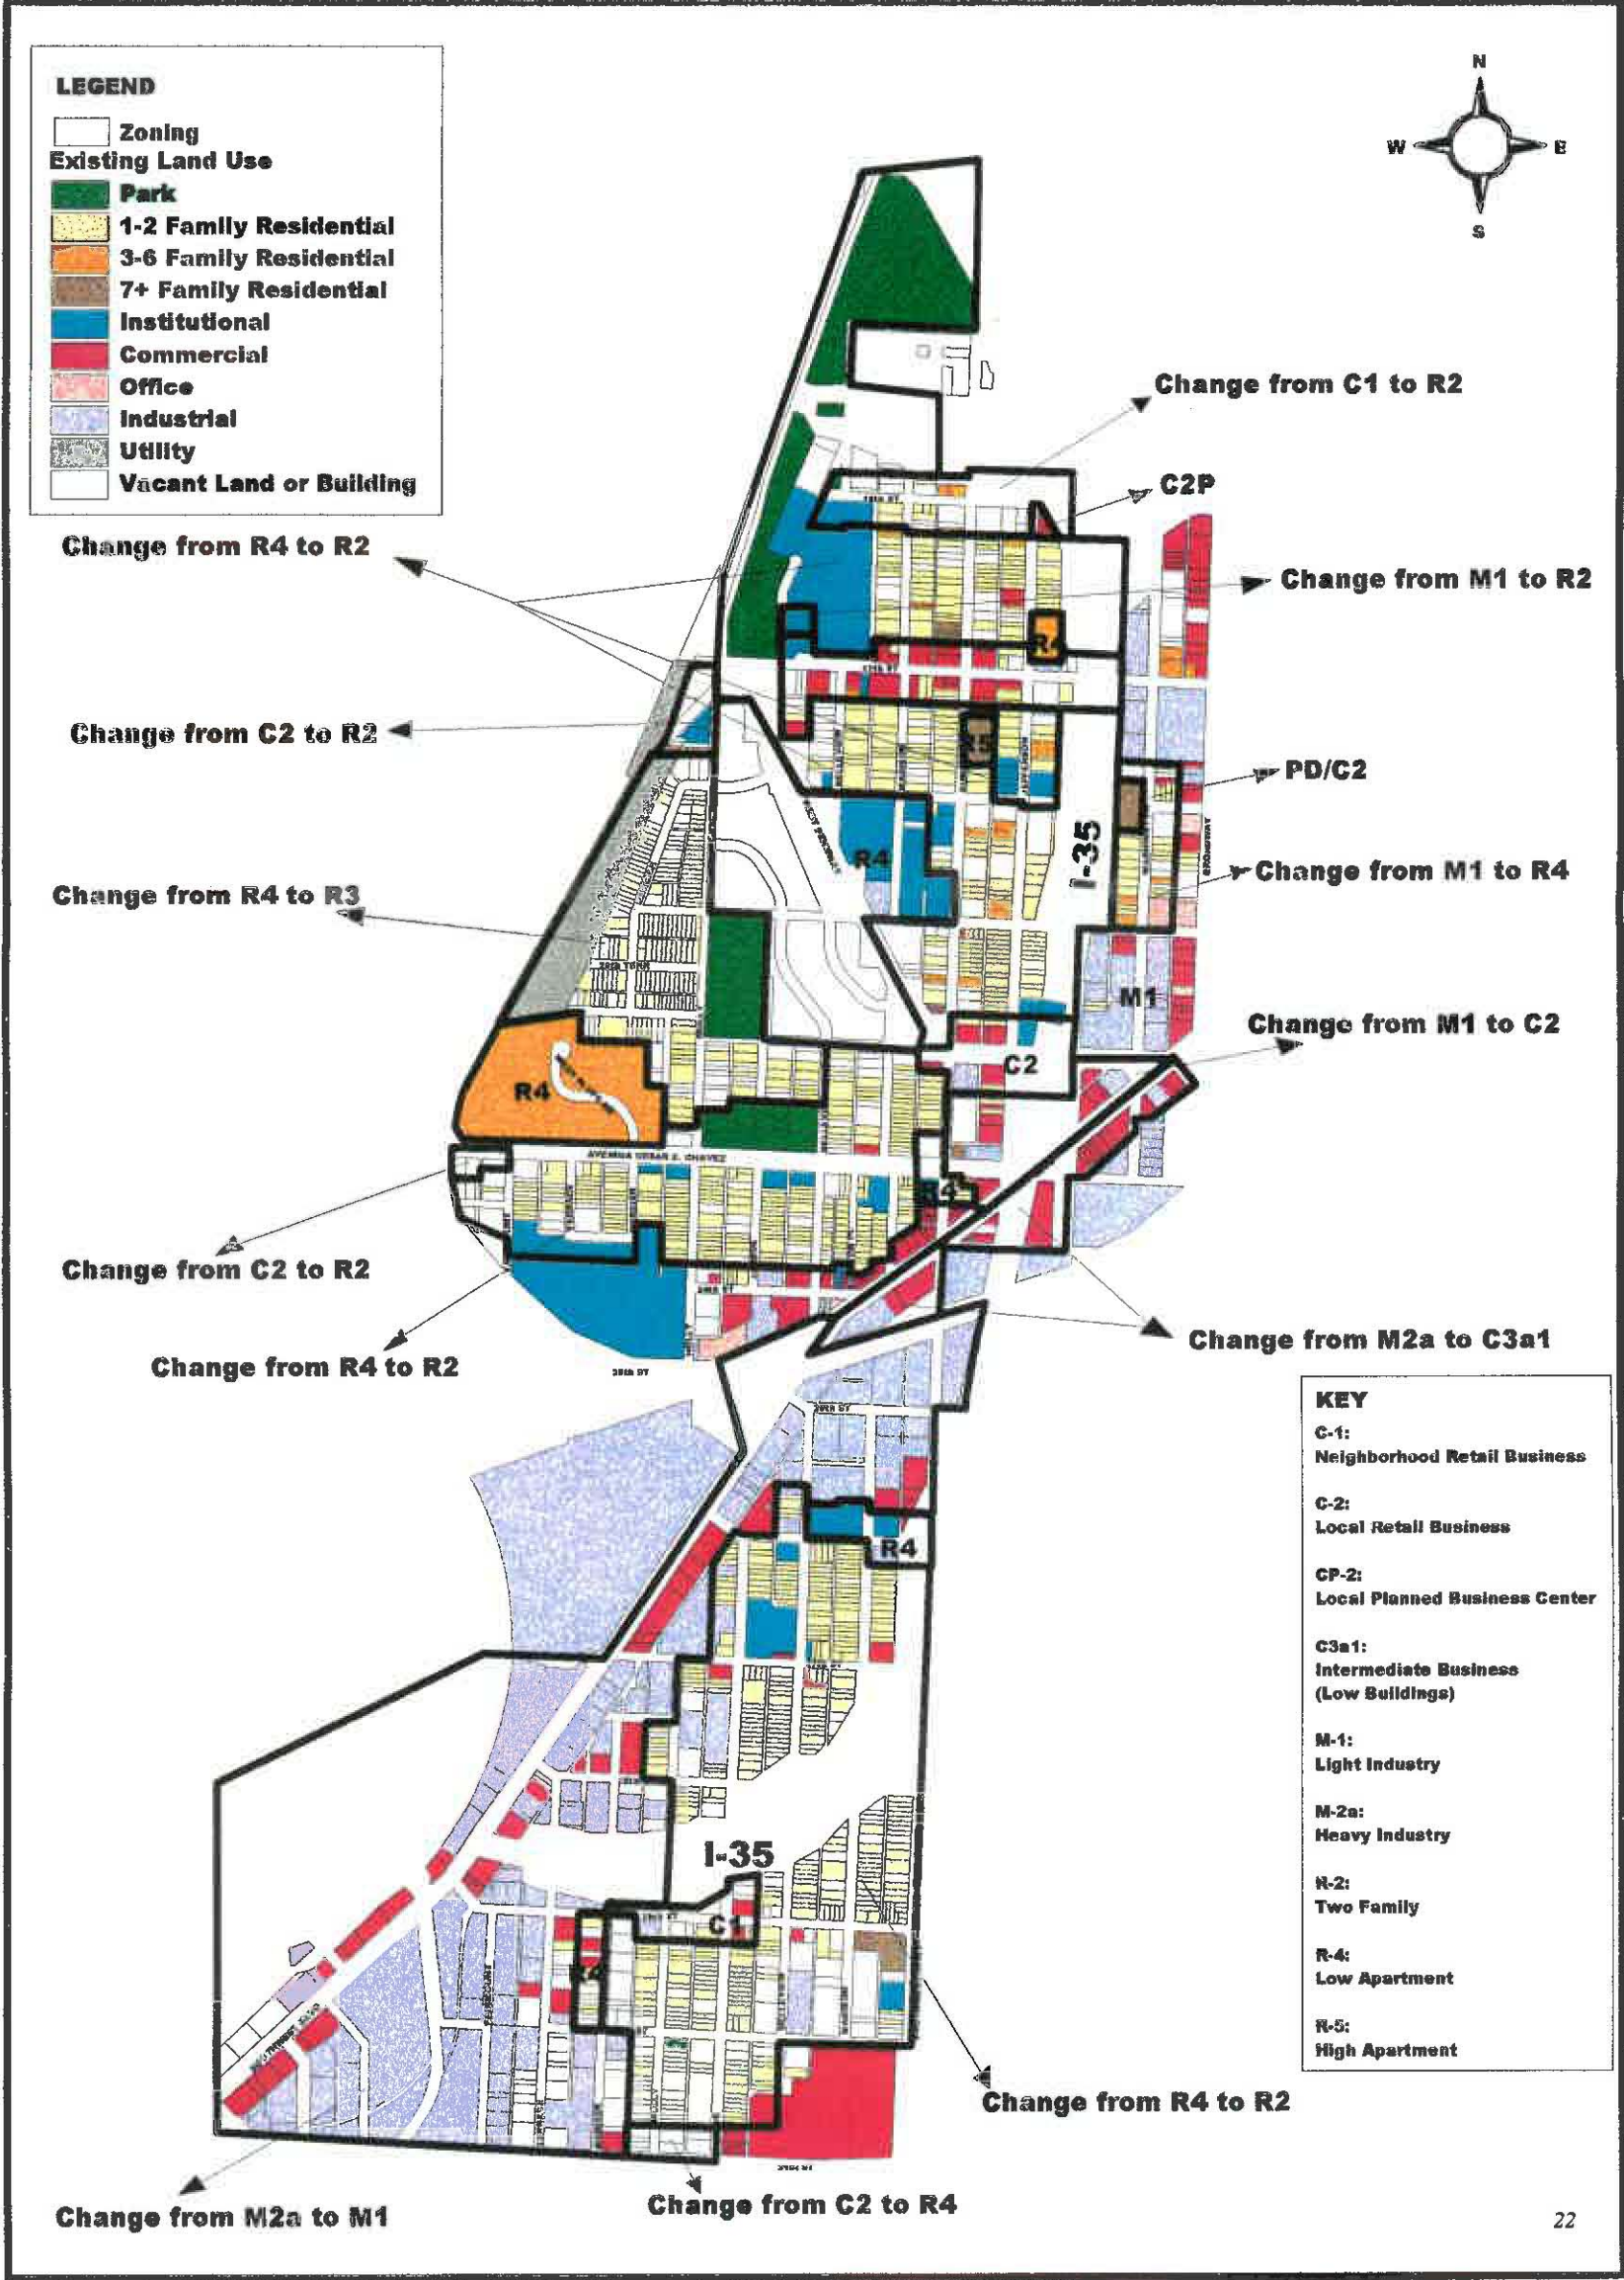 N
W
E
S
LEGEND
Zoning
Existing Land Use
Park
1-2 Family Residential
3-6 Family Residential
7+ Family Residential
Institutional
Commercial
Office
Industrial
Utility
Vacant Land or Building
Change from C1 to R2
C2P
Change from R4 to R2
Change from M1 to R2
Change from C2 to R2
R5
JEFFERSON
PD/C2
I-35
BROADWAY
R4
Change from M1 to R4
Change from R4 to R3
M1
Change from M1 to C2
C2
R4
AVENIDA CESAR E. CHAVEZ
R4
Change from C2 to R2
Change from R4 to R2
Change from M2a to C3a1
25th ST
KEY
C-1:
Neighborhood Retail Business
C-2:
Local Retail Business
CP-2:
Local Planned Business Center
C3a1:
Intermediate Business
(Low Buildings)
M-1:
Light Industry
M-2a:
Heavy Industry
R-2:
Two Family
R-4:
Low Apartment
R-5:
High Apartment
R4
I-35
C1
Change from R4 to R2
Change from C2 to R4
Change from M2a to M1
22